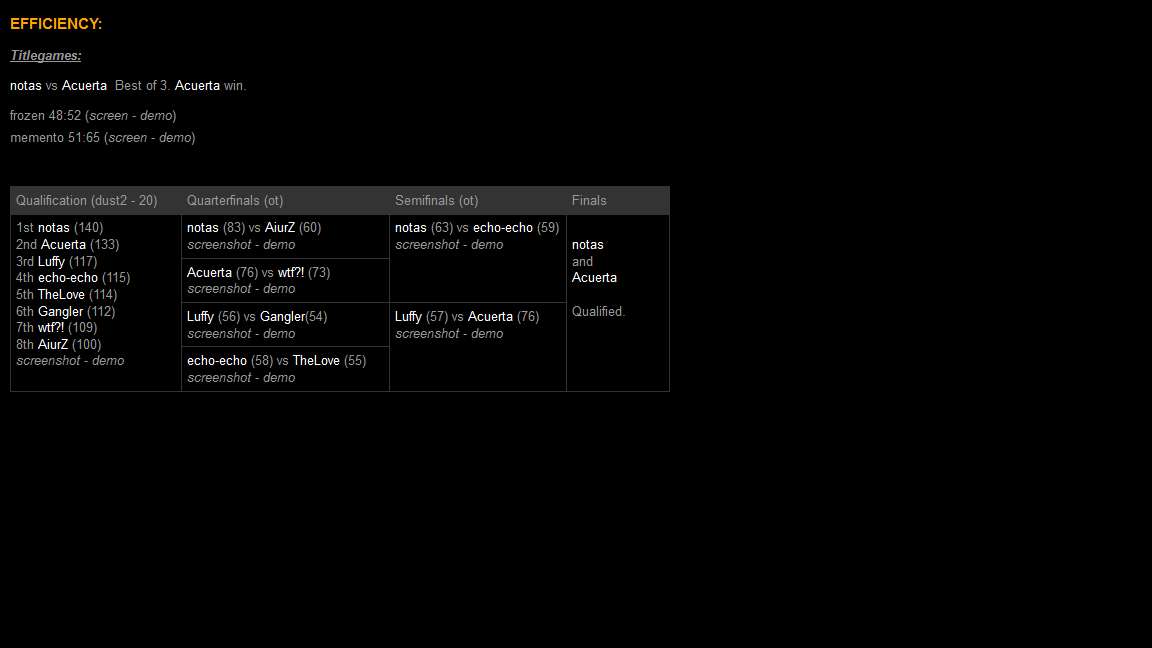 EFFICIENCY:
Titlegames:
notas vs Acuerta  Best of 3. Acuerta win.
frozen 48:52 (screen - demo)
memento 51:65 (screen - demo)
Qualification (dust2 - 20)
Quarterfinals (ot)
Semifinals (ot)
Finals
1st notas (140)
2nd Acuerta (133)
3rd Luffy (117)
4th echo-echo (115)
5th TheLove (114)
6th Gangler (112)
7th wtf?! (109)
8th AiurZ (100)
screenshot - demo
notas (83) vs AiurZ (60)
screenshot - demo
Acuerta (76) vs wtf?! (73)
screenshot - demo
Luffy (56) vs Gangler(54)
screenshot - demo
echo-echo (58) vs TheLove (55)
screenshot - demo
notas (63) vs echo-echo (59)
screenshot - demo
Luffy (57) vs Acuerta (76)
screenshot - demo
notas
and
Acuerta
Qualified.